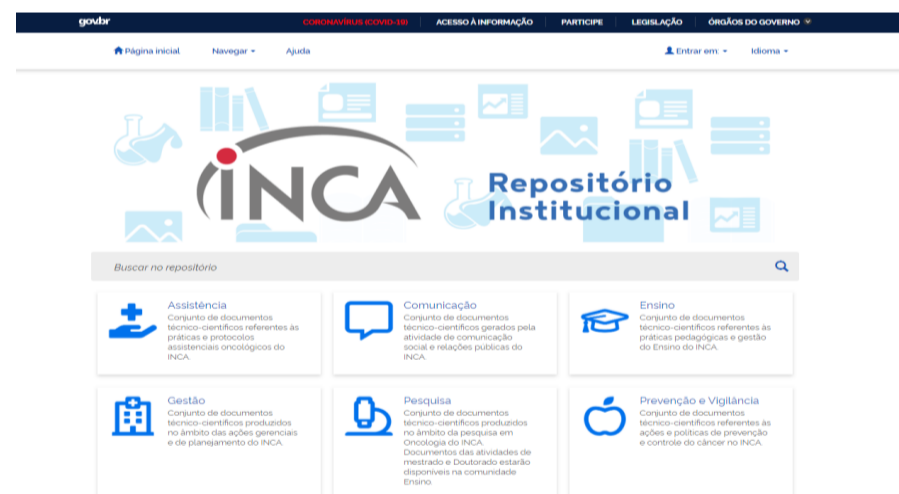 govbr
CORONAVÍRUS (COVID-19)
ACESSO À INFORMAÇÃO
PARTICIPE
LEGISLAÇÃO
ÓRGÃOS DO GOVERNO
Página inicial
Navegar
Ajuda
Entrar em:
Idioma
INCA
Repositório
Institucional
Buscar no repositório
Assistência
Conjunto de documentos
técnico-científicos referentes às
práticas e protocolos
assistenciais oncológicos do
INCA.
Comunicação
Conjunto de documentos
técnico-científicos gerados pela
atividade de comunicação
social e relações públicas do
INCA.
Ensino
Conjunto de documentos
técnico-científicos referentes às
práticas pedagógicas e gestão
do Ensino do INCA.
Gestão
Conjunto de documentos
técnico-científicos produzidos
no âmbito das ações gerenciais
e de planejamento do INCA.
Pesquisa
Conjunto de documentos
técnico-científicos produzidos
no âmbito da pesquisa em
Oncologia do INCA.
Documentos das atividades de
mestrado e Doutorado estarão
disponíveis na comunidade
Ensino.
Prevenção e Vigilância
Conjunto de documentos
técnico-científicos referentes às
ações e políticas de prevenção
e controle do câncer no INCA.